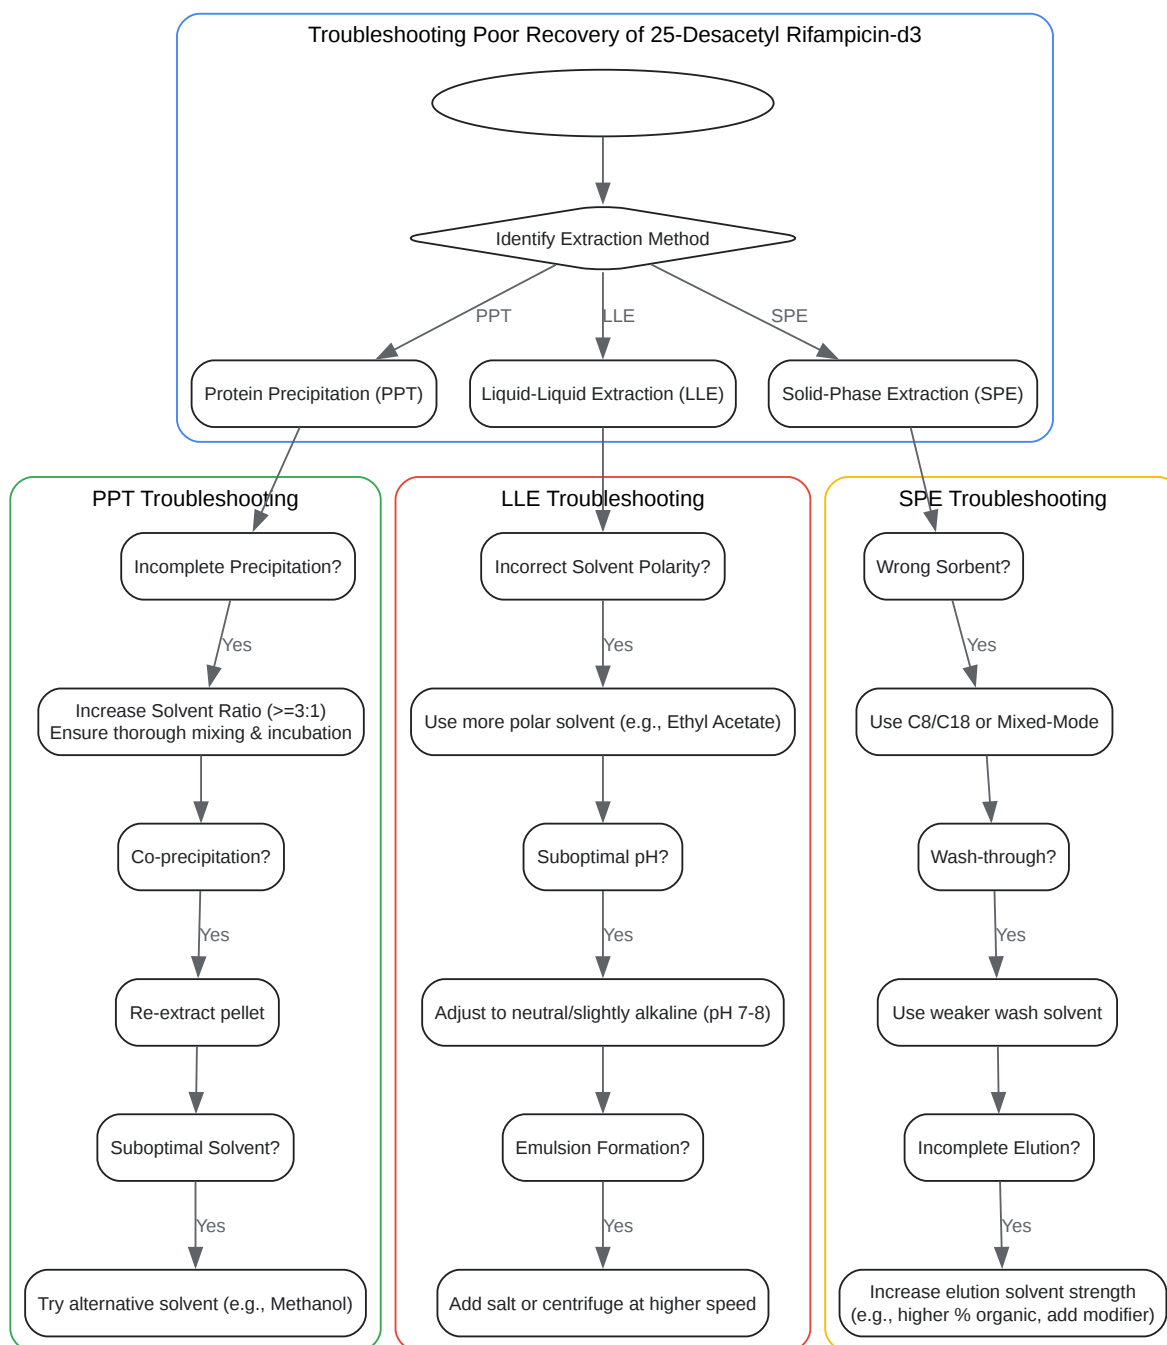 Troubleshooting Poor Recovery of 25-Desacetyl Rifampicin-d3
Identify Extraction Method
PPT
LLE
SPE
Protein Precipitation (PPT)
Liquid-Liquid Extraction (LLE)
Solid-Phase Extraction (SPE)
PPT Troubleshooting
Incomplete Precipitation?
Yes
Increase Solvent Ratio (>=3:1)
Ensure thorough mixing & incubation
Co-precipitation?
Yes
Re-extract pellet
Suboptimal Solvent?
Yes
Try alternative solvent (e.g., Methanol)
LLE Troubleshooting
Incorrect Solvent Polarity?
Yes
Use more polar solvent (e.g., Ethyl Acetate)
Suboptimal pH?
Yes
Adjust to neutral/slightly alkaline (pH 7-8)
Emulsion Formation?
Yes
Add salt or centrifuge at higher speed
SPE Troubleshooting
Wrong Sorbent?
Yes
Use C8/C18 or Mixed-Mode
Wash-through?
Yes
Use weaker wash solvent
Incomplete Elution?
Yes
Increase elution solvent strength
(e.g., higher % organic, add modifier)